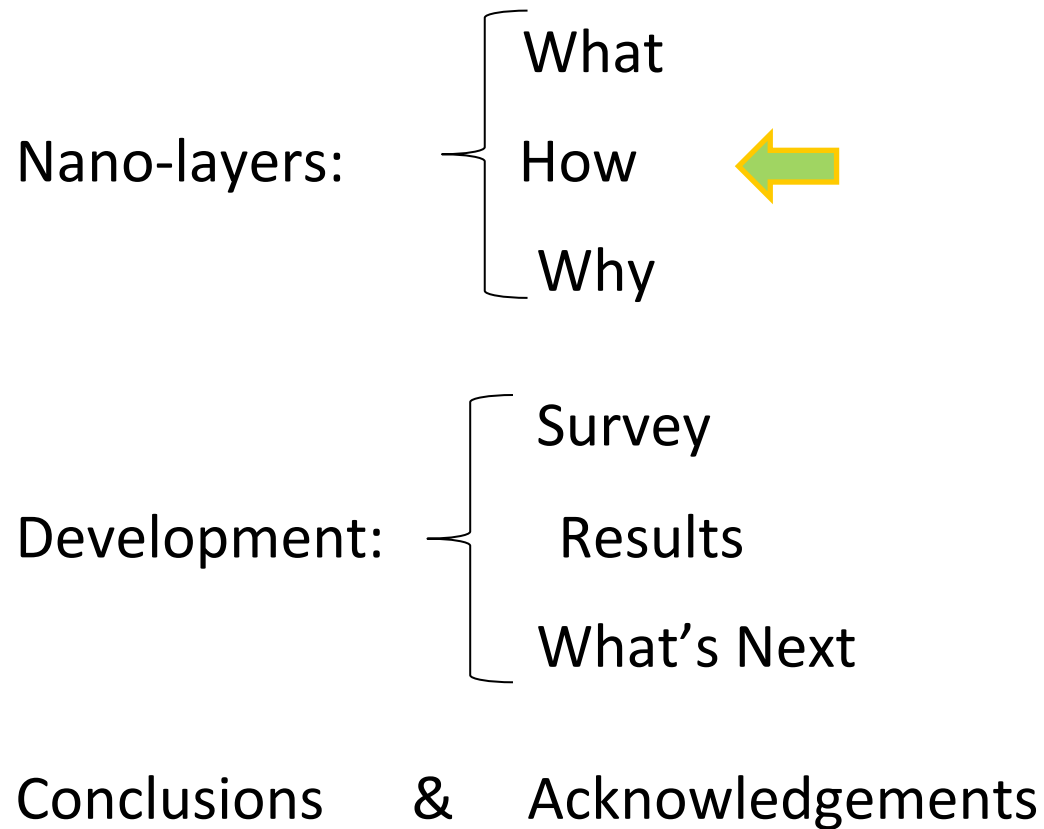 What
Nano-layers: How
Why
Survey
Development: Results
What’s Next
Conclusions & Acknowledgements